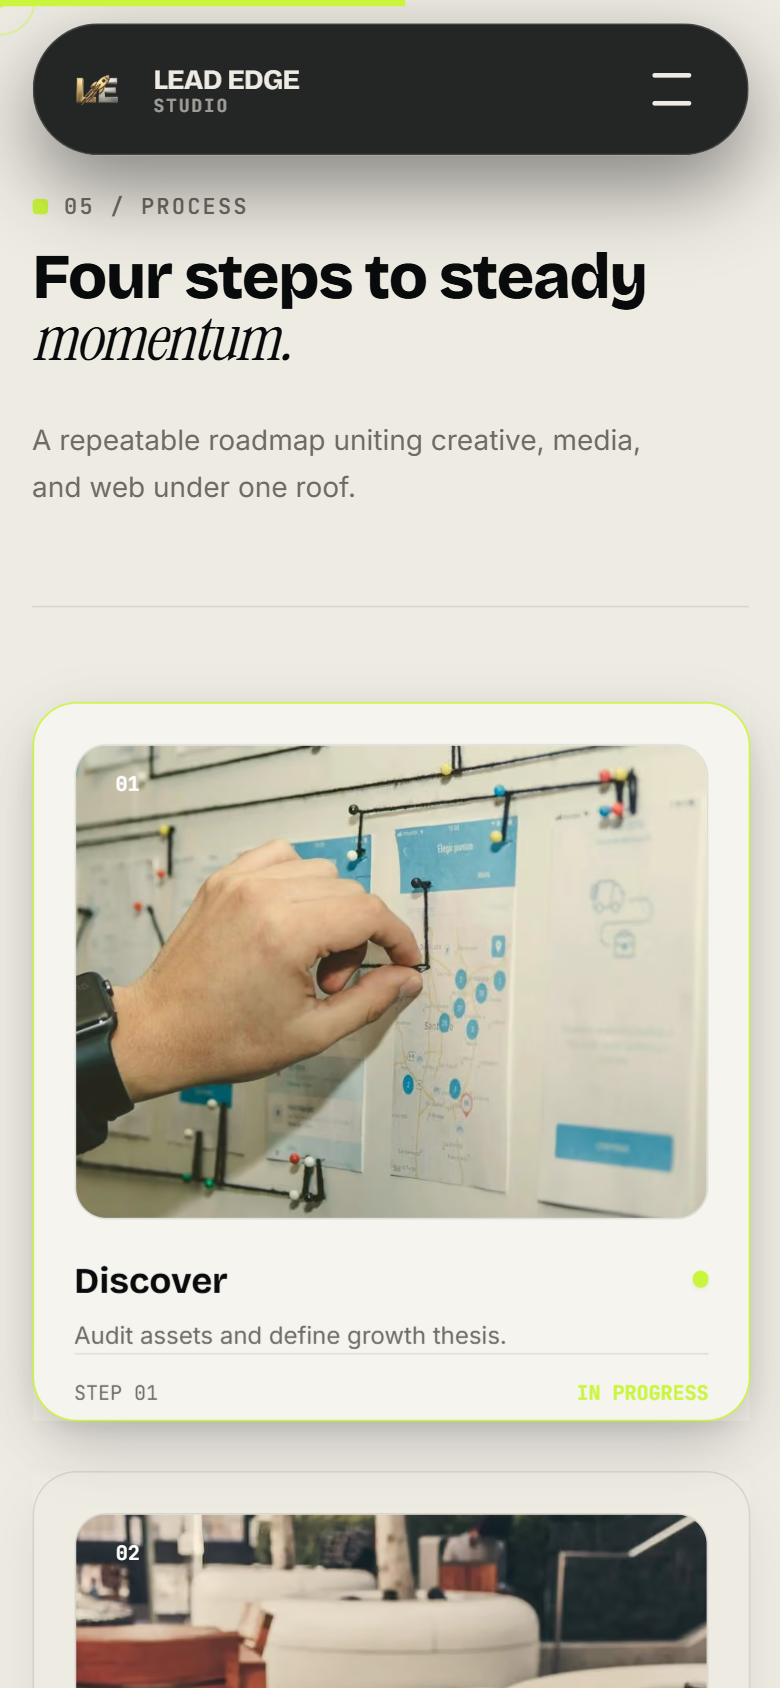 LE
LEAD EDGE
STUDIO
05 / PROCESS
Four steps to steady
momentum.
A repeatable roadmap uniting creative, media,
and web under one roof.
01
Discover
Audit assets and define growth thesis.
STEP 01
IN PROGRESS
02